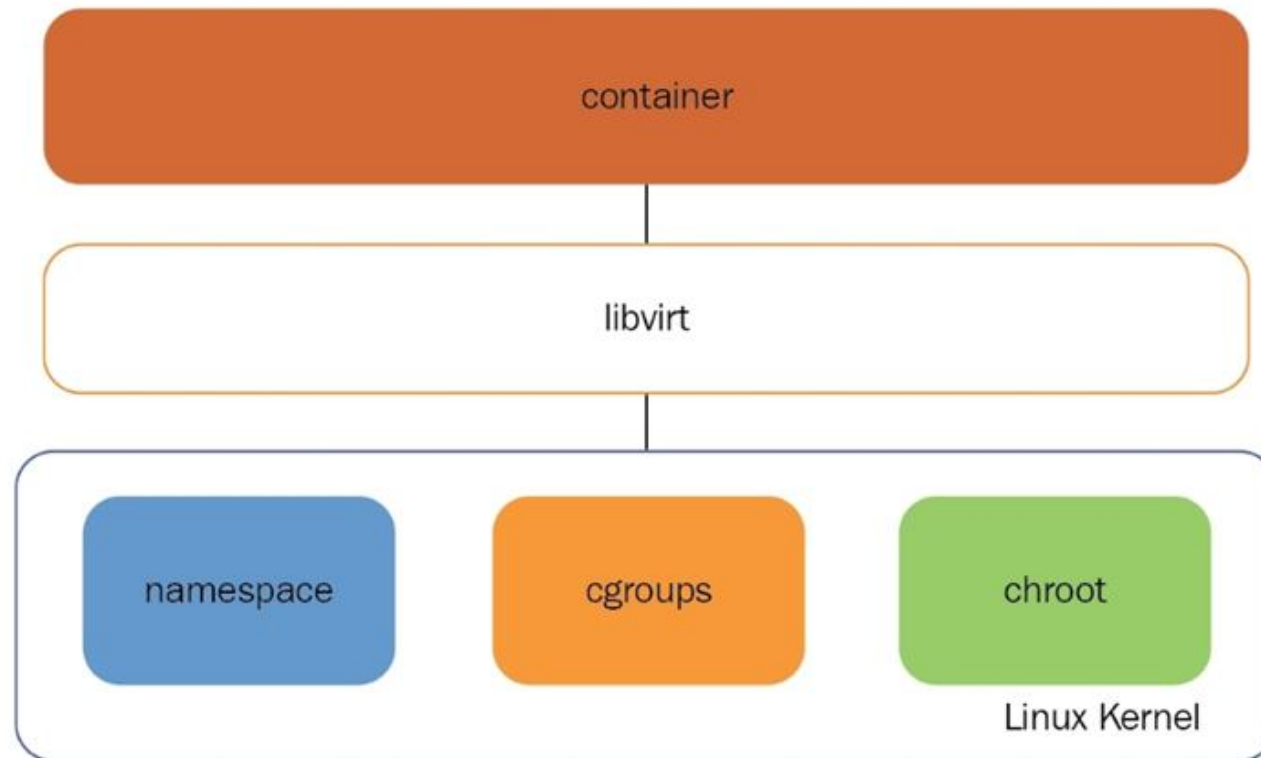 container
libvirt
namespace
cgroups
chroot
Linux Kernel